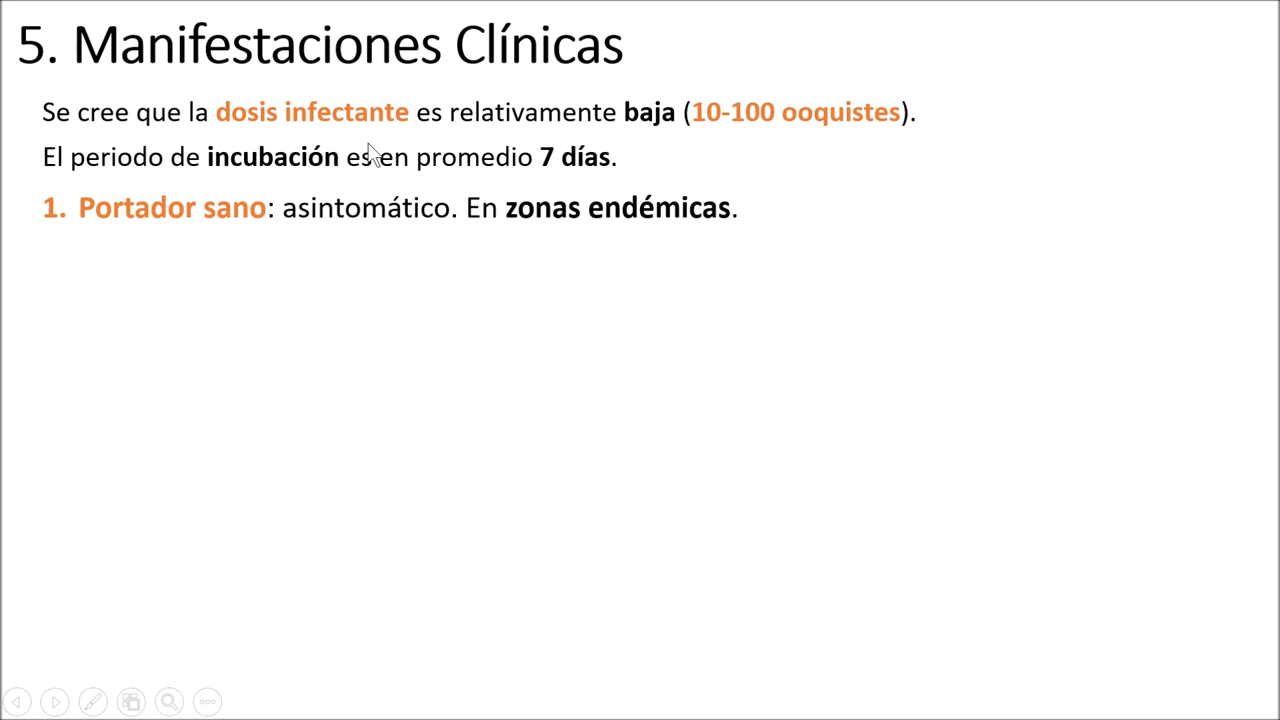 5. Manifestaciones Clínicas
Se cree que la dosis infectante es relativamente baja (10-100 ooquistes).
El periodo de incubación es en promedio 7 días.
1. Portador sano: asintomático. En zonas endémicas.